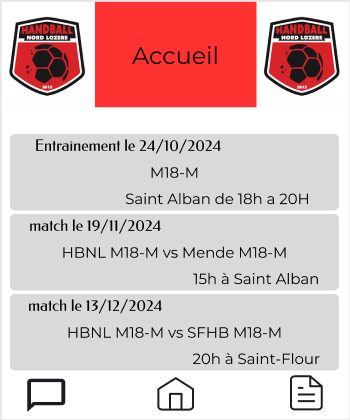 HANDBALL
NORD LOZERE
2012
Accueil
HANDBALL
NORD LOZERE
2012
Entrainement le 24/10/2024
M18-M
Saint Alban de 18h a 20H
match le 19/11/2024
HBNL M18-M vs Mende M18-M
15h à Saint Alban
match le 13/12/2024
HBNL M18-M vs SFHB M18-M
20h à Saint-Flour